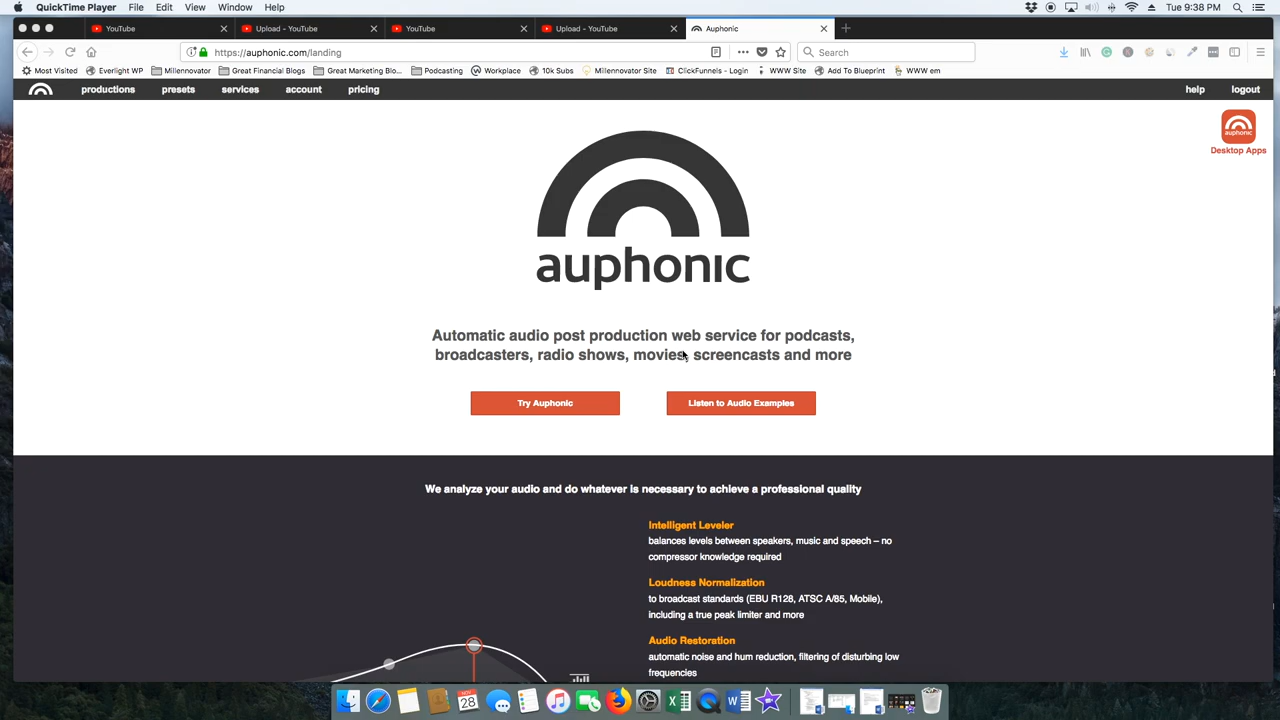 QuickTime Player File Edit View Window Help
Tue 9:38 PM
YouTube
Upload - YouTube
YouTube
Upload - YouTube
Auphonic
https://auphonic.com/landing
Search
Most Visited
Everlight WP
Millennovator
Great Financial Blogs
Great Marketing Blo...
Podcasting
Workplace
10k Subs
Millennovator Site
ClickFunnels - Login
WWW Site
Add To Blueprint
WWW em
productions presets services account pricing
help logout
auphonic
Desktop Apps
auphonic
Automatic audio post production web service for podcasts,
broadcasters, radio shows, movies, screencasts and more
Try Auphonic
Listen to Audio Examples
We analyze your audio and do whatever is necessary to achieve a professional quality
Intelligent Leveler
balances levels between speakers, music and speech – no
compressor knowledge required
Loudness Normalization
to broadcast standards (EBU R128, ATSC A/85, Mobile),
including a true peak limiter and more
Audio Restoration
automatic noise and hum reduction, filtering of disturbing low
frequencies
NOV
28